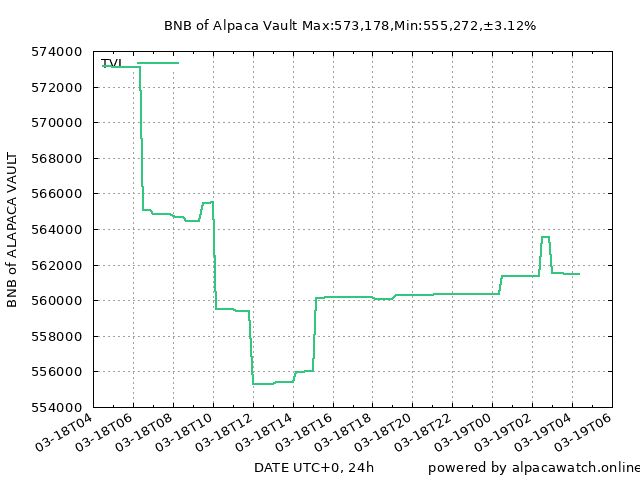 BNB of Alpaca Vault Max:573,178,Min:555,272,±3.12%
574000
572000
570000
568000
566000
564000
562000
560000
558000
556000
554000
TVL
BNB of ALAPACA VAULT
03-18T04
03-18T06
03-18T08
03-18T10
03-18T12
03-18T14
03-18T16
03-18T18
03-18T20
03-18T22
03-19T00
03-19T02
03-19T04
03-19T06
DATE UTC+0, 24h
powered by alpacawatch.online